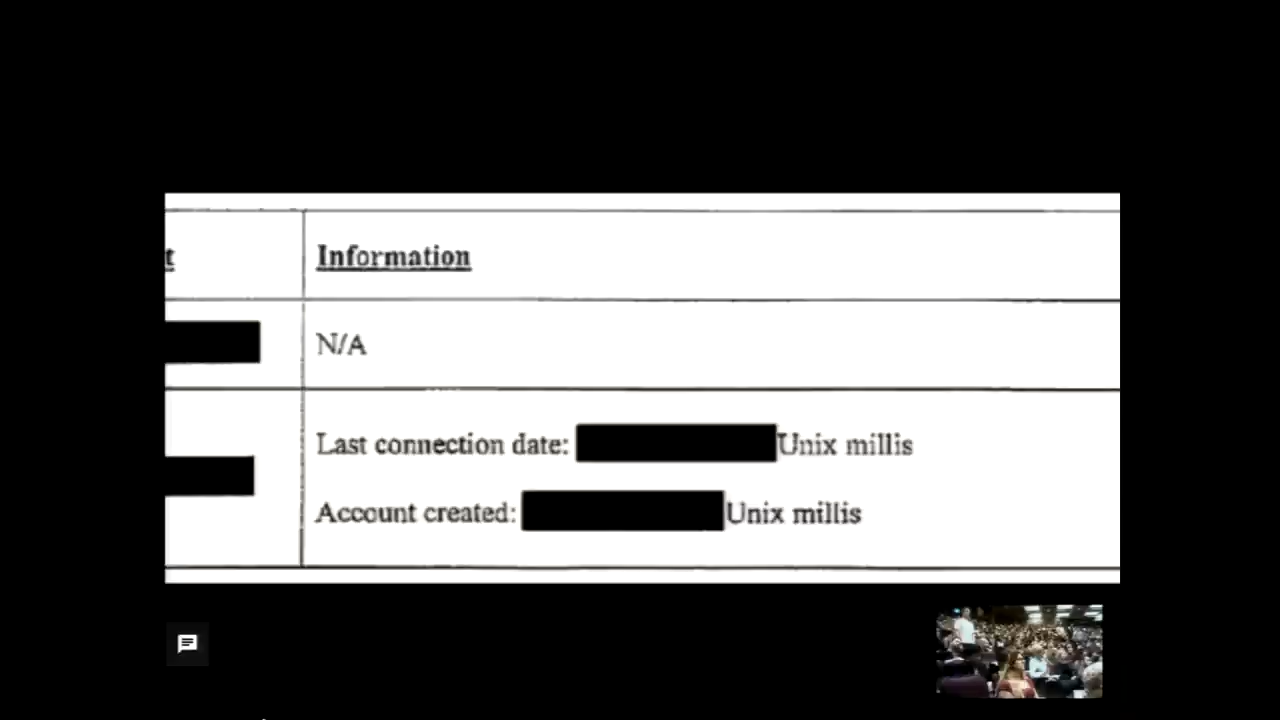 t
Information
N/A
Last connection date: Unix millis
Account created: Unix millis